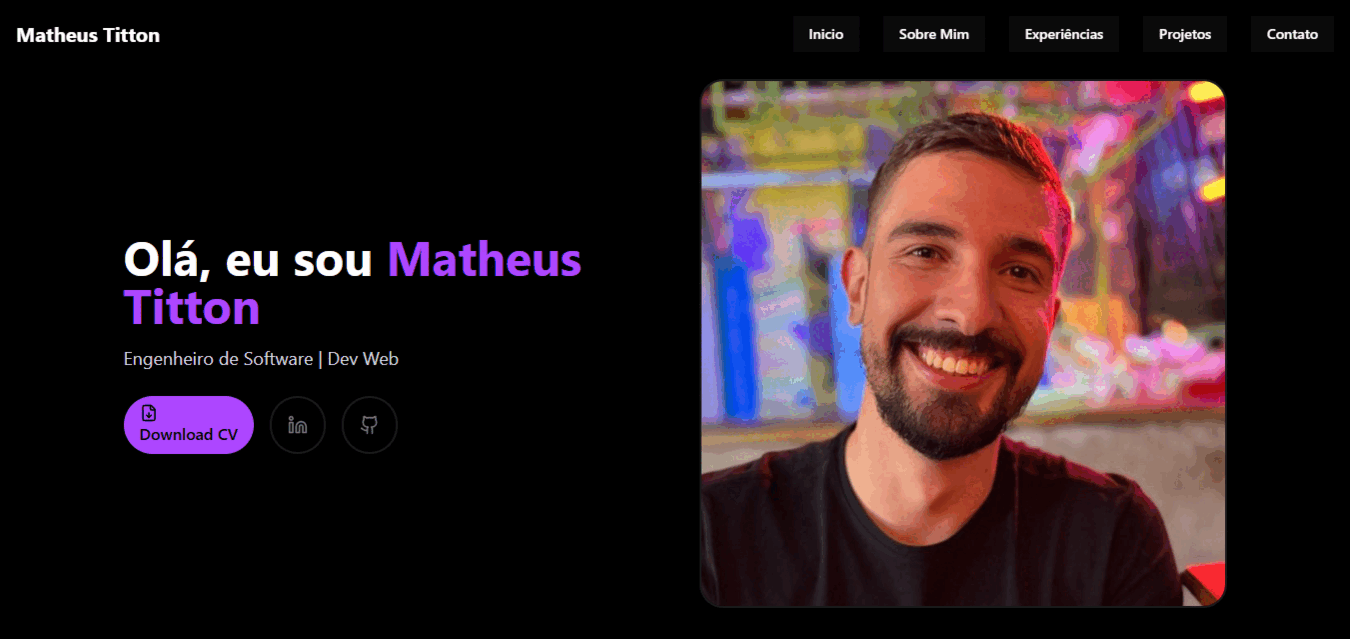 Matheus Titton
Inicio
Sobre Mim
Experiências
Projetos
Contato
Olá, eu sou Matheus
Titton
Engenheiro de Software | Dev Web
Download CV
in